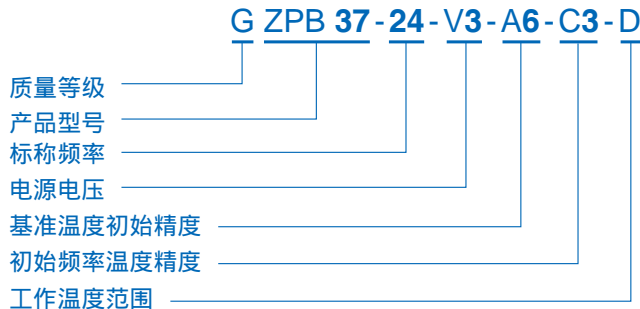 G ZPB 37-24-V3-A6-C3-D
质量等级
产品型号
标称频率
电源电压
基准温度初始精度
初始频率温度精度
工作温度范围